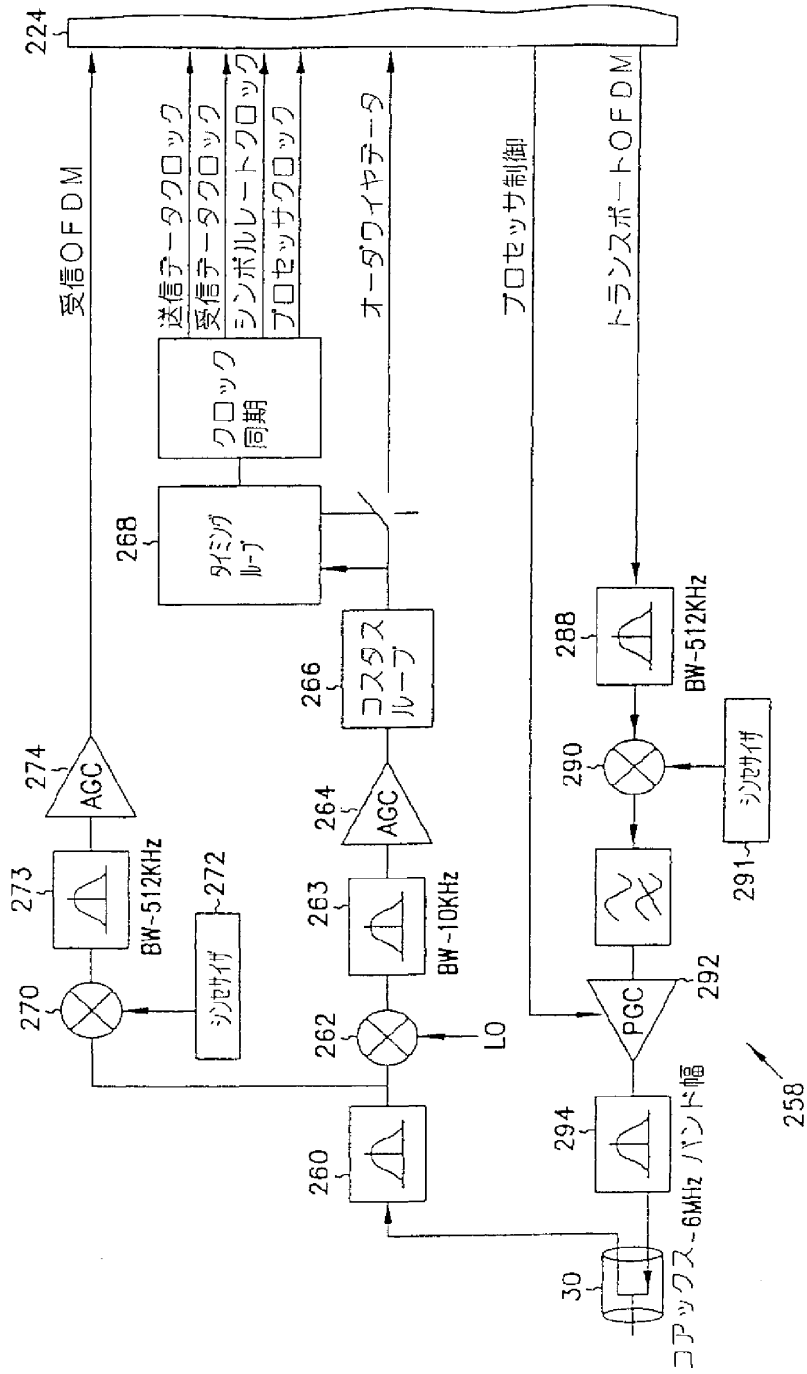 224
受信OFDM
送信データクロック
受信データクロック
シンボルレートクロック
プロセッサクロック
オーダワイヤデータ
プロセッサ制御
トランスポートOFDM
クロック
同期
268
タイミング
ループ
274
AGC
273
BW-512KHz
270
272
シンセサイザ
266
コスタス
ループ
264
AGC
263
BW-10KHz
262
LO
260
288
BW-512KHz
290
291
シンセサイザ
292
PGC
294
6MHz バンド幅
30
コアックス
258